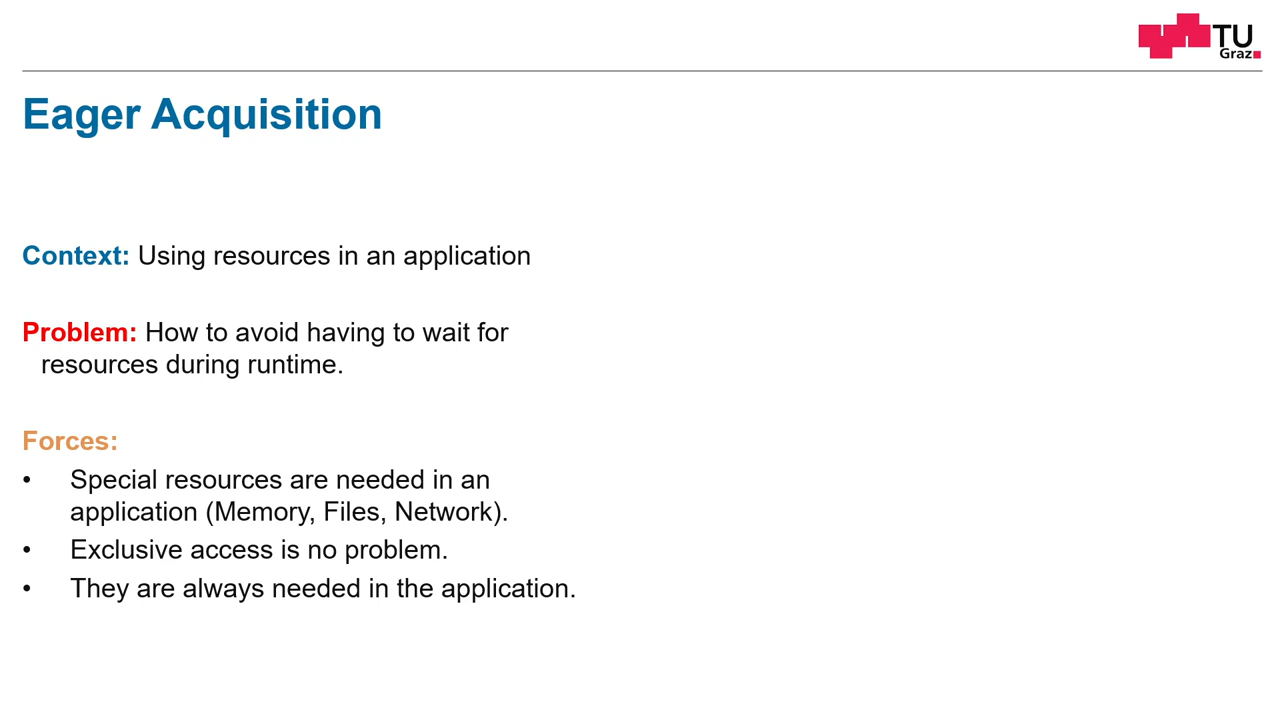 TU
Graz
Eager Acquisition
Context: Using resources in an application
Problem: How to avoid having to wait for
resources during runtime.
Forces:
• Special resources are needed in an
application (Memory, Files, Network).
• Exclusive access is no problem.
• They are always needed in the application.